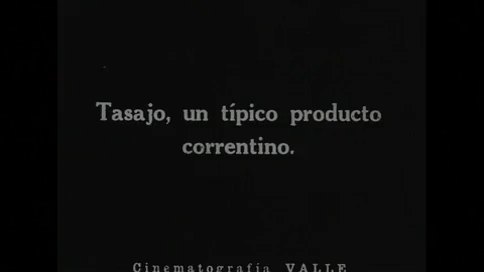 Tasajo, un típico producto
correntino.
Cinematografía VALLE